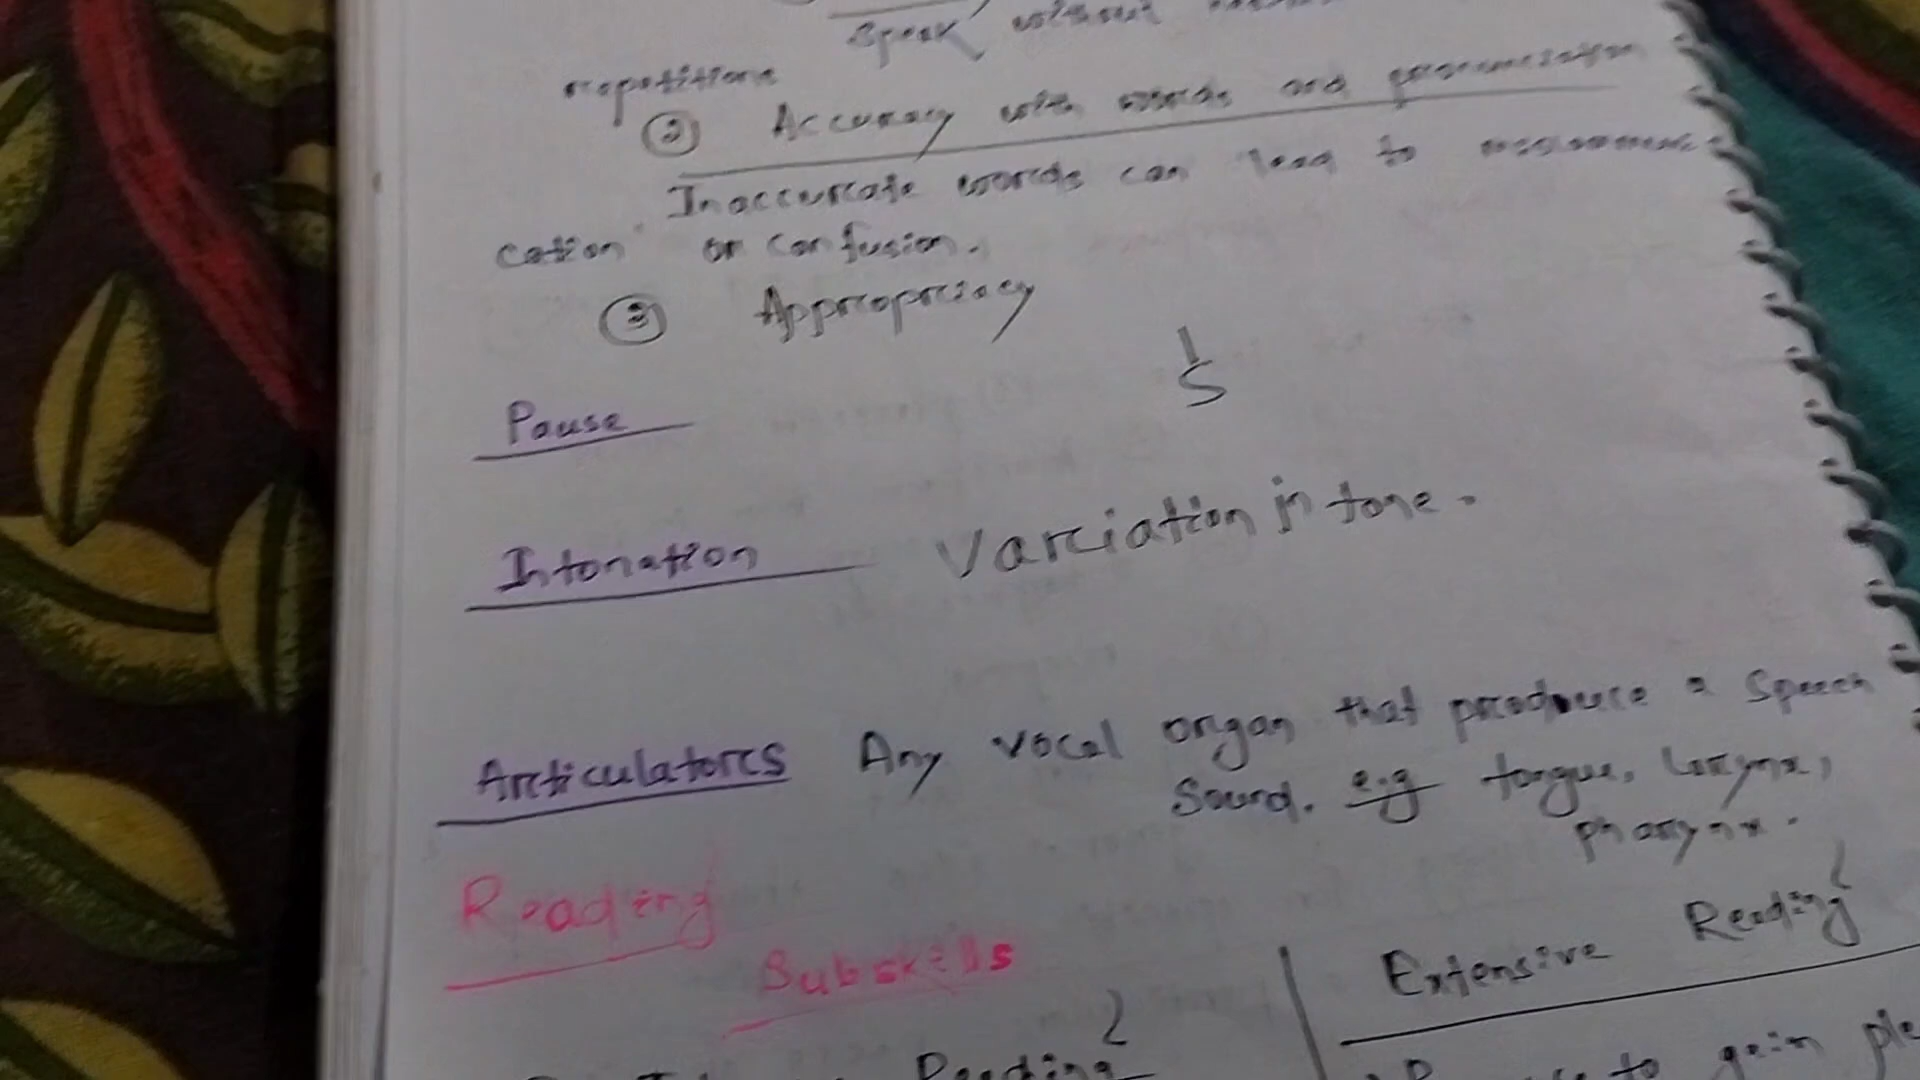 Speak without
repetitions
② Accuracy with words and pronunciation
Inaccurate words can lead to
cation or confusion.
③ Appropriacy
Pause
Intonation Variation in tone.
Articulators Any vocal organ that produce a speech
sound. e.g tongue, larynx,
pharynx.
Reading
Subskills
Extensive Reading
Reading
to gain